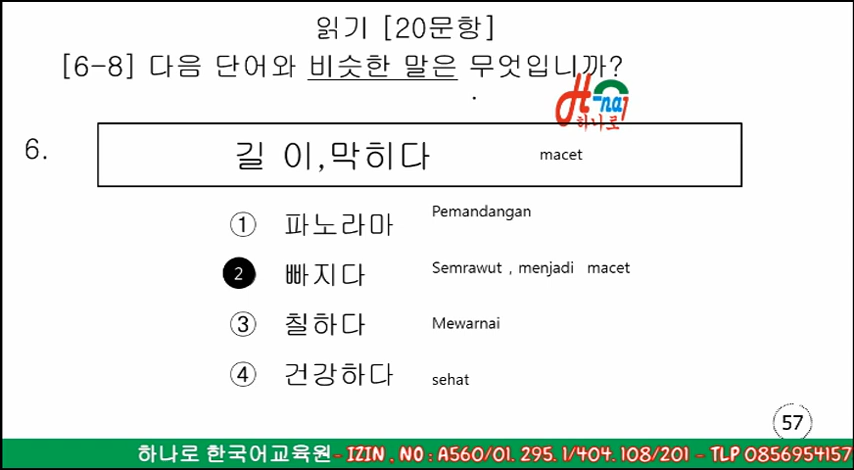 읽기 [20문항]
[6-8] 다음 단어와 비슷한 말은 무엇입니까?
H-na
하나로
6.
길 이,막히다 macet
① 파노라마 Pemandangan
2 빠지다 Semrawut , menjadi macet
③ 칠하다 Mewarnai
④ 건강하다 sehat
57
하나로 한국어교육원 - IZIN . NO : A560/01. 295. 1/404. 108/201 - TLP 0856954157